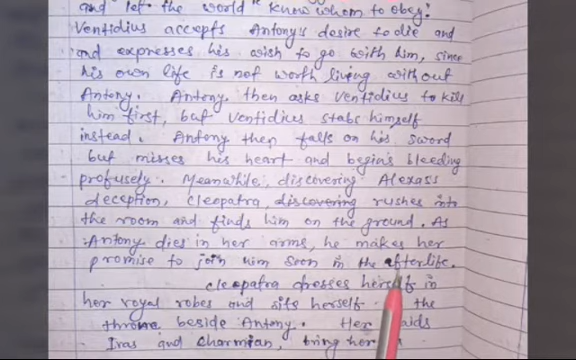 and let the world "know whom to obey!
Ventidius accepts Antony's desire to die and
and expresses his wish to go with him, since
his own life is not worth living without
Antony. Antony then asks Ventidius to kill
him first, but Ventidius stabs himself
instead. Antony then falls on his sword
but misses his heart and begins bleeding
profusely. Meanwhile, discovering Alexass
deception, Cleopatra, discovering rushes into
the room and finds him on the ground. As
Antony dies in her arms, he makes her
promise to join him soon in the afterlife.
Cleopatra dresses herself in
her royal robes and sits herself the
throne beside Antony. Her
Iras and Charmian, bring her